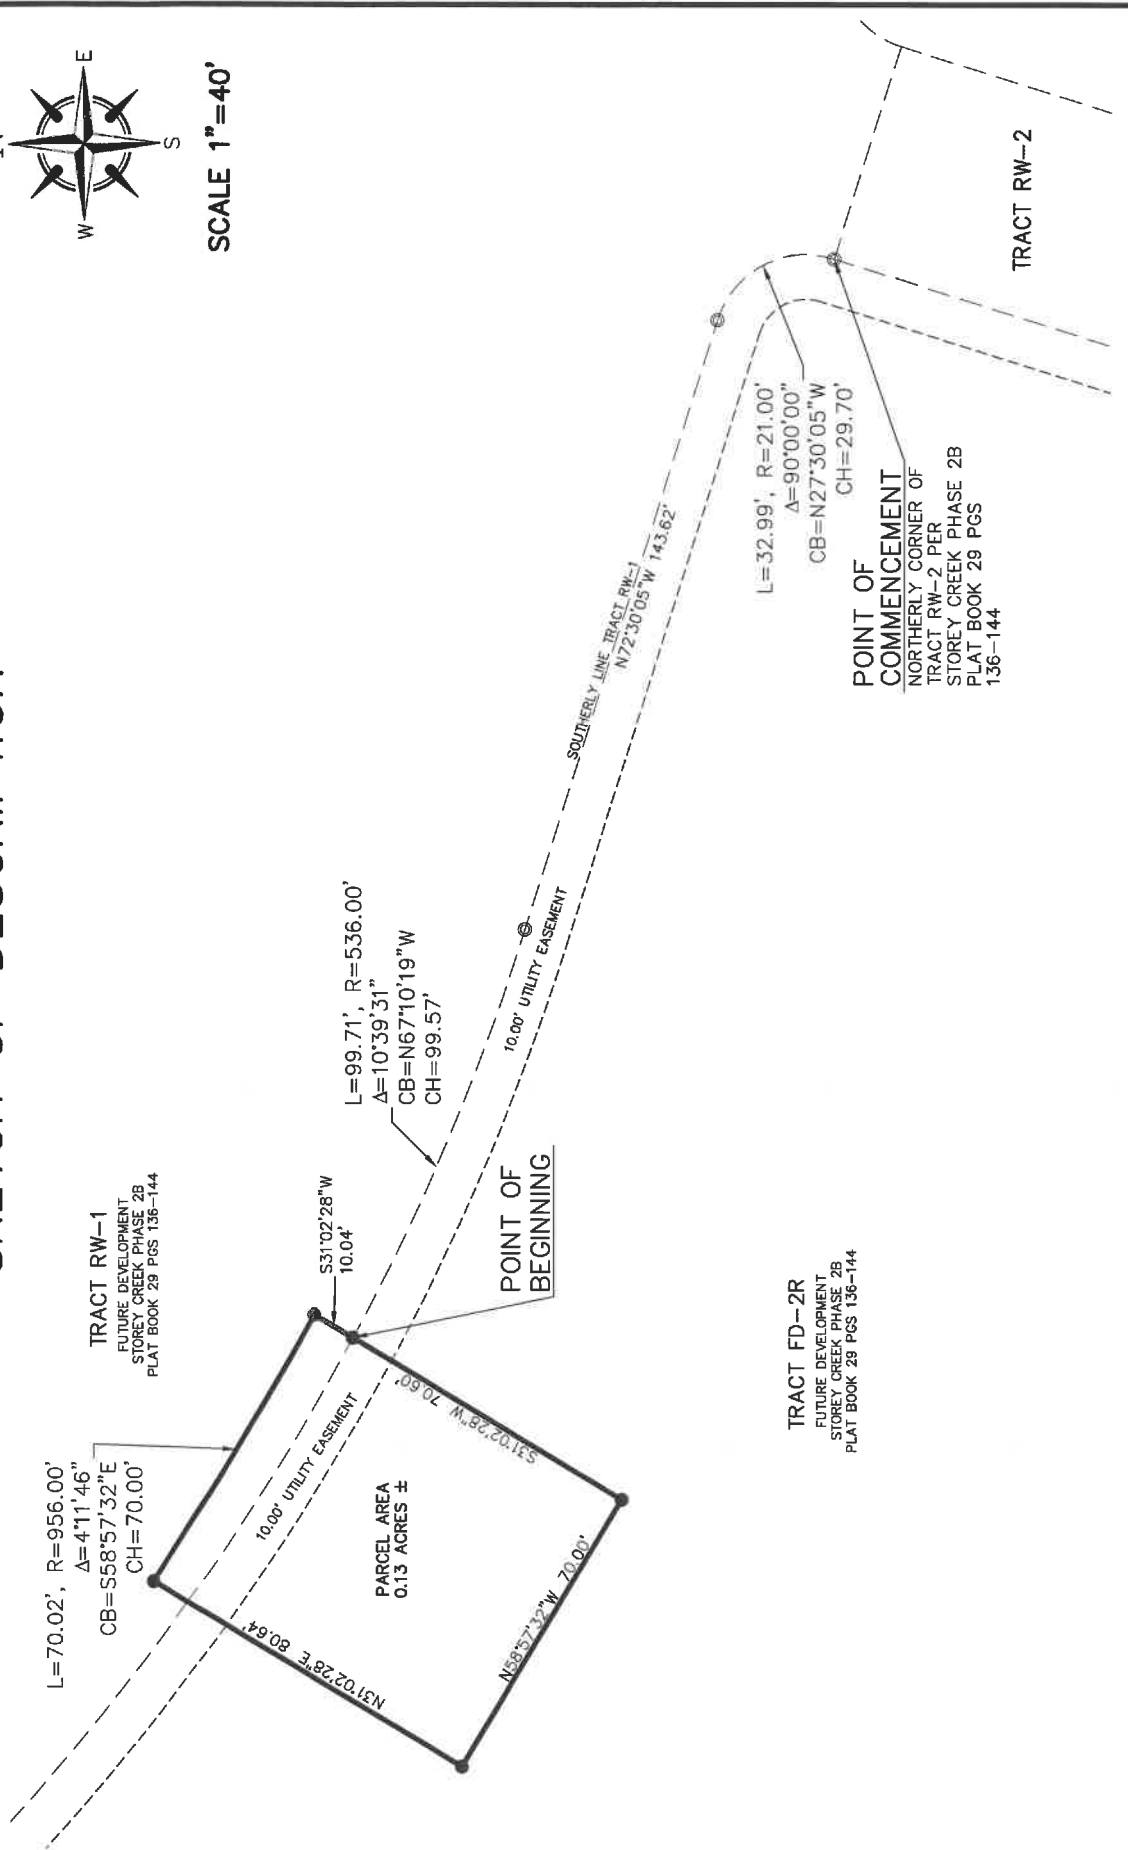 N
E
S
W
SCALE 1"=40'
TRACT RW-1
FUTURE DEVELOPMENT
STOREY CREEK PHASE 2B
PLAT BOOK 29 PGS 136-144
L=70.02', R=956.00'
Δ=4°11'46"
CB=S58°57'32"E
CH=70.00'
S31°02'28"W
10.04'
L=99.71', R=536.00'
Δ=10°39'31"
CB=N67°10'19"W
CH=99.57'
10.00' UTILITY EASEMENT
N31°02'28"E 80.64'
PARCEL AREA
0.13 ACRES ±
S31°02'28"W 70.60'
N58°57'32"W 70.00'
POINT OF
BEGINNING
10.00' UTILITY EASEMENT
SOUTHERLY LINE TRACT RW-1
N72°30'05"W 143.62'
L=32.99', R=21.00'
Δ=90°00'00"
CB=N27°30'05"W
CH=29.70'
POINT OF
COMMENCEMENT
NORTHERLY CORNER OF
TRACT RW-2 PER
STOREY CREEK PHASE 2B
PLAT BOOK 29 PGS
136-144
TRACT RW-2
TRACT FD-2R
FUTURE DEVELOPMENT
STOREY CREEK PHASE 2B
PLAT BOOK 29 PGS 136-144